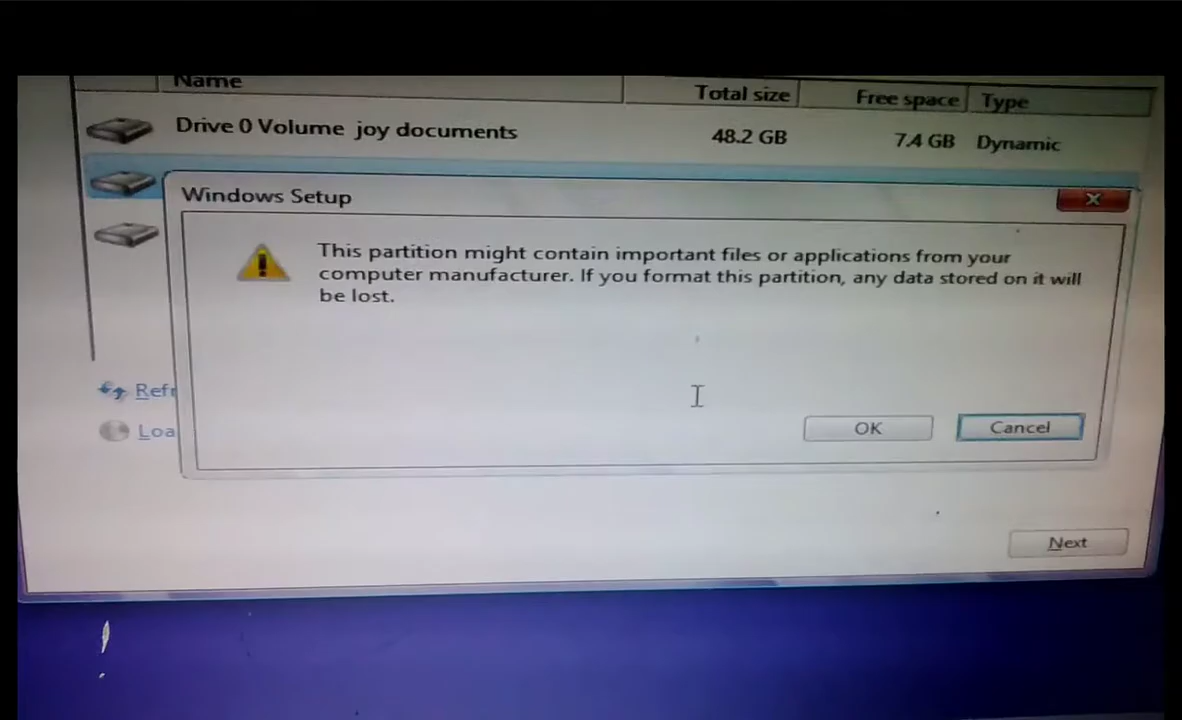 Name Total size Free space Type
Drive 0 Volume joy documents 48.2 GB 7.4 GB Dynamic
Windows Setup
This partition might contain important files or applications from your
computer manufacturer. If you format this partition, any data stored on it will
be lost.
Refr
Loa
OK Cancel
Next